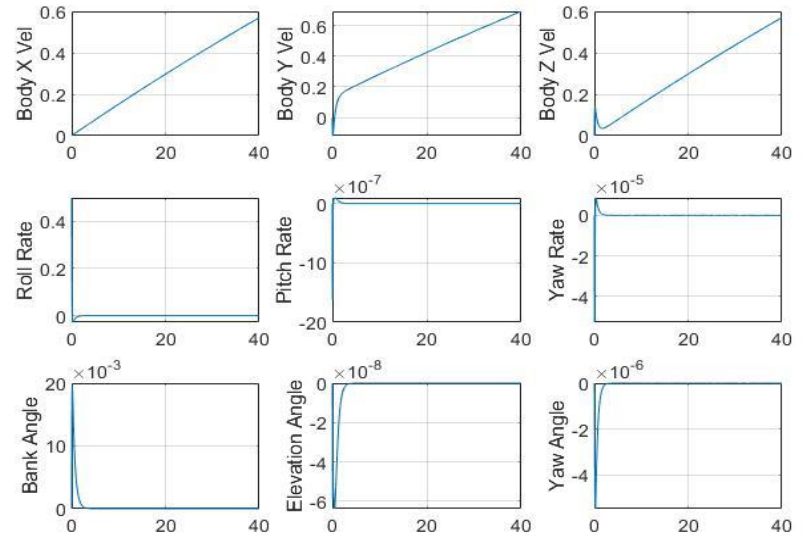 Body X Vel
0.6
0.4
0.2
0
0 20 40
Body Y Vel
0.6
0.4
0.2
0
0 20 40
Body Z Vel
0.6
0.4
0.2
0
0 20 40
Roll Rate
0.4
0.2
0
0 20 40
Pitch Rate
×10-7
0
-10
-20
0 20 40
Yaw Rate
×10-5
0
-2
-4
0 20 40
Bank Angle
×10-3
20
10
0
0 20 40
Elevation Angle
×10-8
0
-2
-4
-6
0 20 40
Yaw Angle
×10-6
0
-2
-4
0 20 40